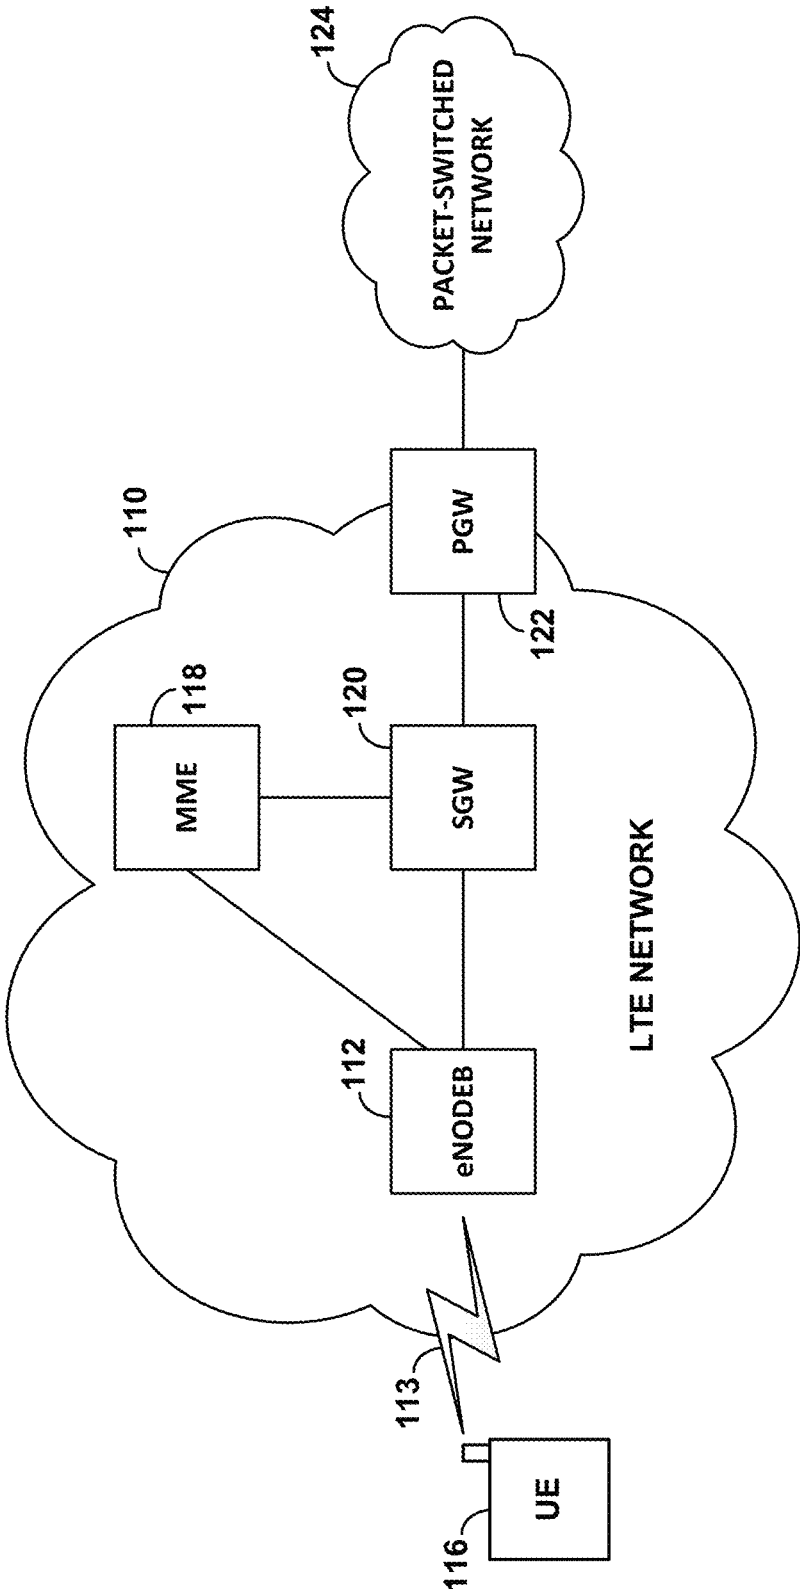 110
124
118
MME
112
120
113
116
UE
eNODEB
SGW
PGW
PACKET-SWITCHED
NETWORK
122
LTE NETWORK